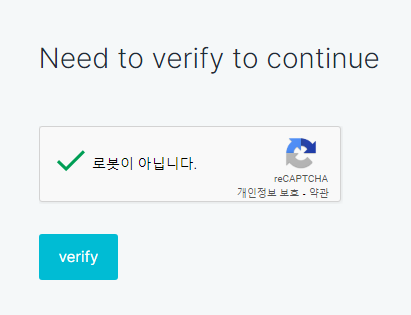 Need to verify to continue
로봇이 아닙니다.
reCAPTCHA
개인정보 보호 - 약관
verify